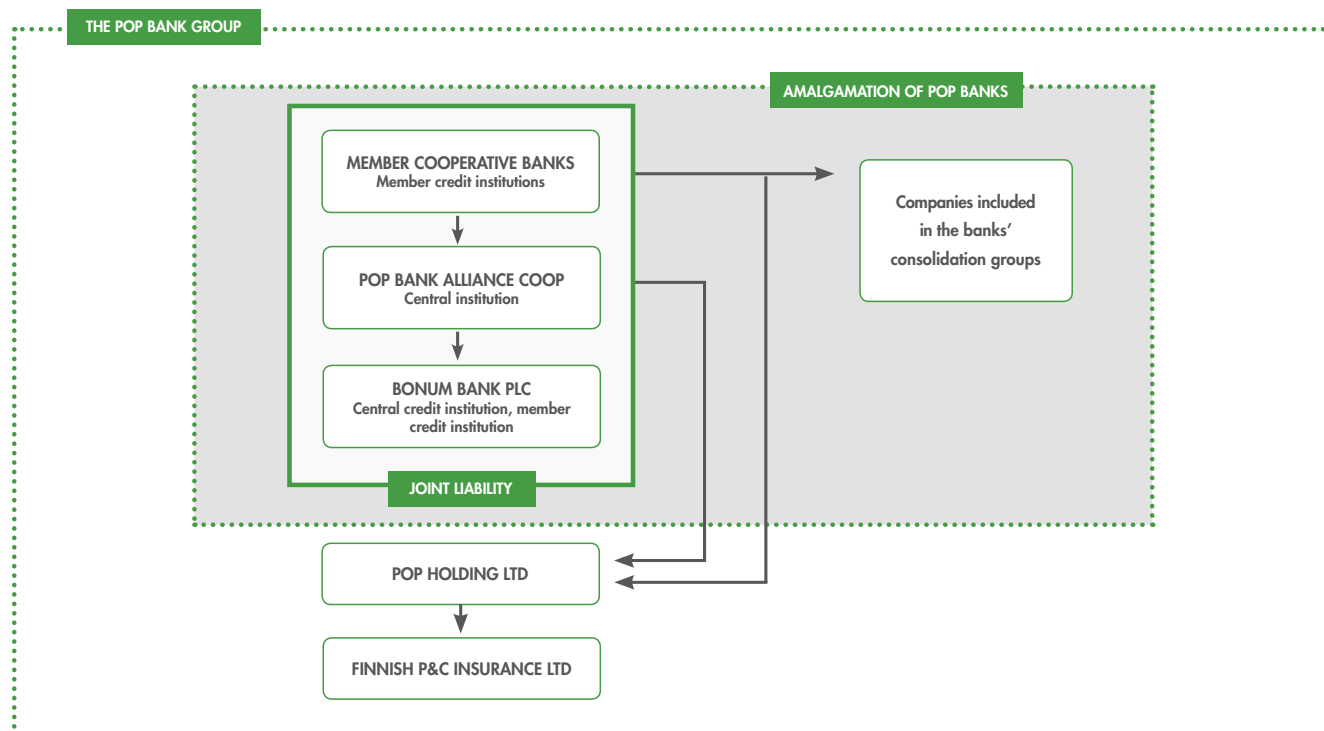 THE POP BANK GROUP
AMALGAMATION OF POP BANKS
MEMBER COOPERATIVE BANKS
Member credit institutions
Companies included
in the banks’
consolidation groups
POP BANK ALLIANCE COOP
Central institution
BONUM BANK PLC
Central credit institution, member
credit institution
JOINT LIABILITY
POP HOLDING LTD
FINNISH P&C INSURANCE LTD